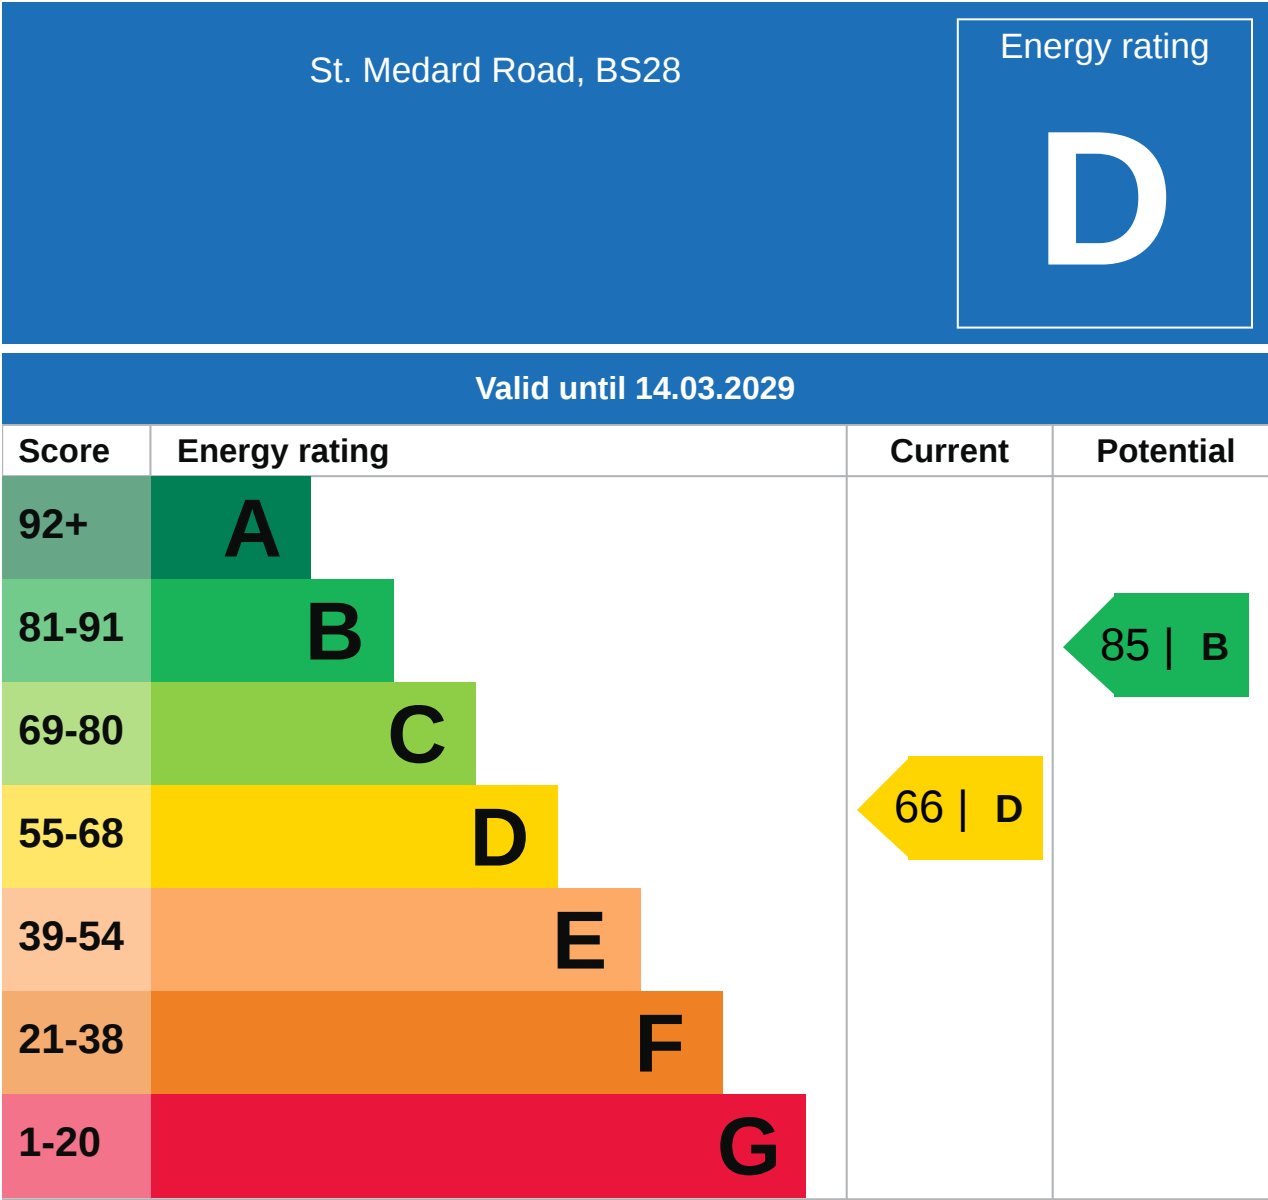 St. Medard Road, BS28
Energy rating
D
Valid until 14.03.2029
Score Energy rating Current Potential
92+ A
81-91 B
85 | B
69-80 C
55-68 D
66 | D
39-54 E
21-38 F
1-20 G